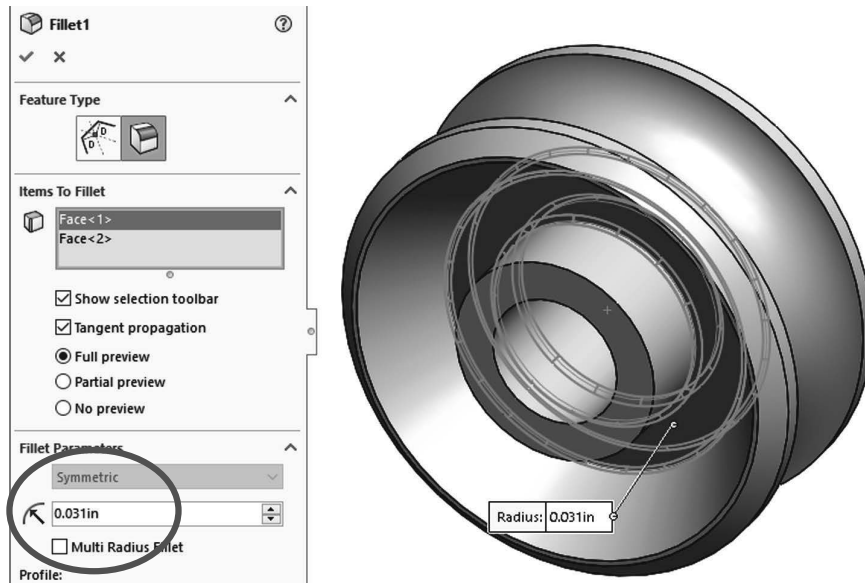 Fillet1
Feature Type
D
D
Items To Fillet
Face<1>
Face<2>
Show selection toolbar
Tangent propagation
Full preview
Partial preview
No preview
Fillet Parameters
Symmetric
0.031in
Multi Radius Fillet
Profile:
Radius: 0.031in